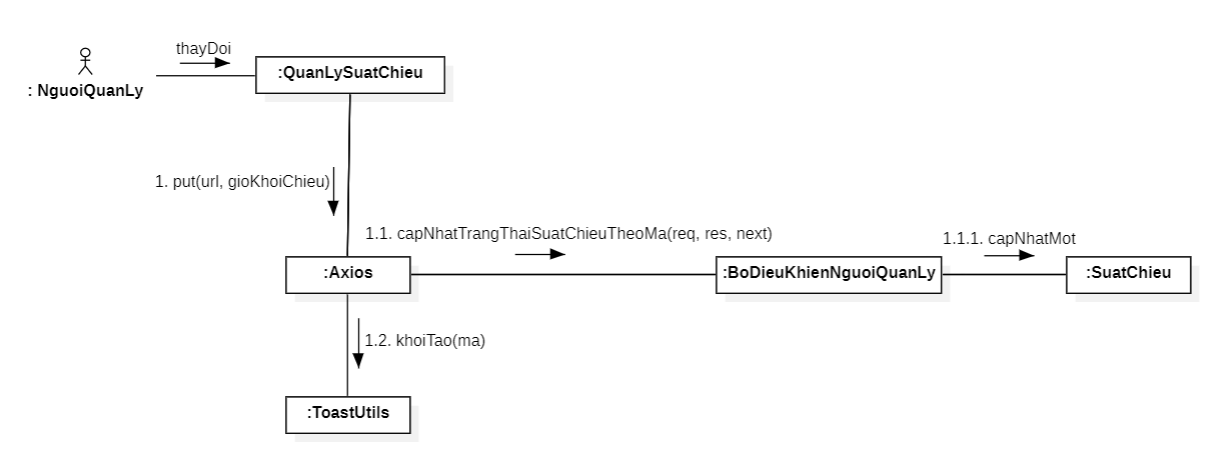 thayDoi
: NguoiQuanLy
:QuanLySuatChieu
1. put(url, gioKhoiChieu)
1.1. capNhatTrangThaiSuatChieuTheoMa(req, res, next)
1.1.1. capNhatMot
:Axios
:BoDieuKhienNguoiQuanLy
:SuatChieu
1.2. khoiTao(ma)
:ToastUtils